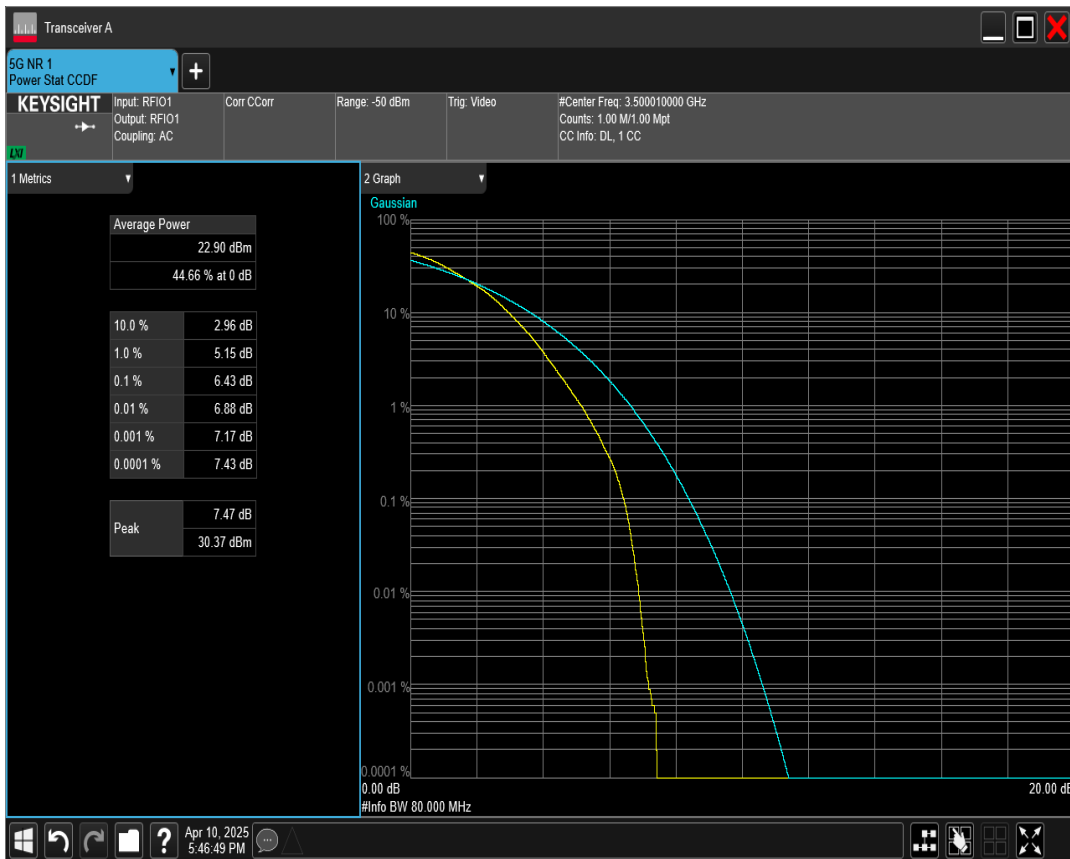 Transceiver A
5G NR 1
Power Stat CCDF
KEYSIGHT
LXI
Input: RFIO1
Output: RFIO1
Coupling: AC
Corr CCorr
Range: -50 dBm
Trig: Video
#Center Freq: 3.500010000 GHz
Counts: 1.00 M/1.00 Mpt
CC Info: DL, 1 CC
1 Metrics
Average Power
22.90 dBm
44.66 % at 0 dB
10.0 % 2.96 dB
1.0 % 5.15 dB
0.1 % 6.43 dB
0.01 % 6.88 dB
0.001 % 7.17 dB
0.0001 % 7.43 dB
Peak
7.47 dB
30.37 dBm
2 Graph
Gaussian
100 %
10 %
1 %
0.1 %
0.01 %
0.001 %
0.0001 %
0.00 dB 20.00 dB
#Info BW 80.000 MHz
?
Apr 10, 2025
5:46:49 PM